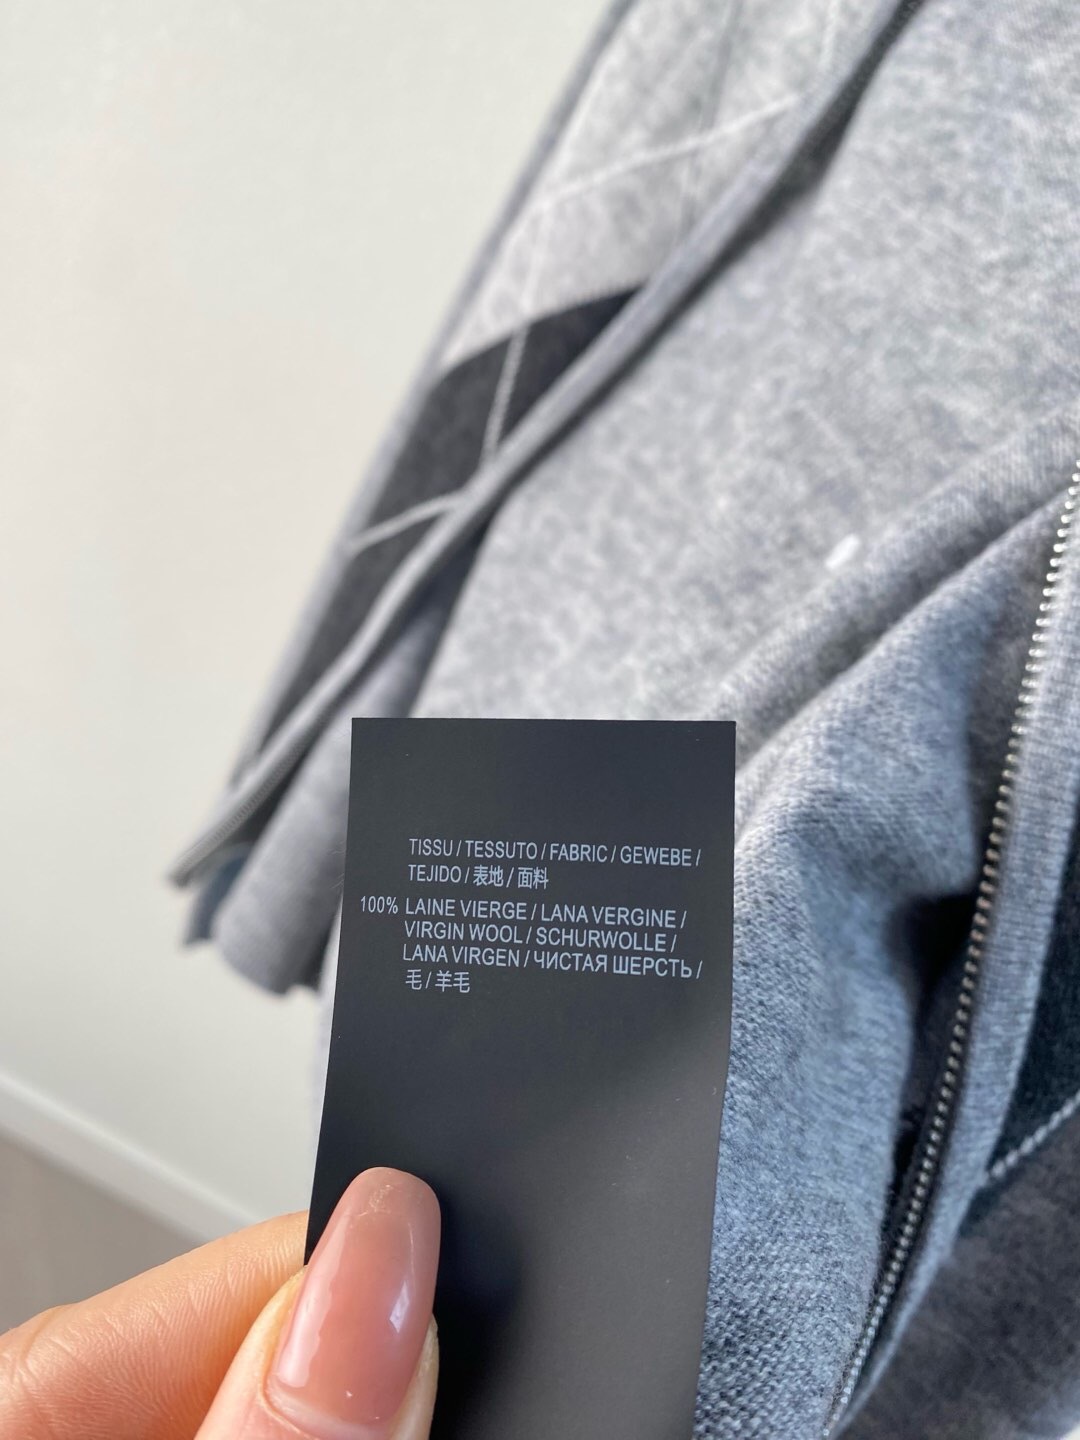 TISSU / TESSUTO / FABRIC / GEWEBE /
TEJIDO / 表地 / 面料
100% LAINE VIERGE / LANA VERGINE /
VIRGIN WOOL / SCHURWOLLE /
LANA VIRGEN / ЧИСТАЯ ШЕРСТЬ /
毛 / 羊毛